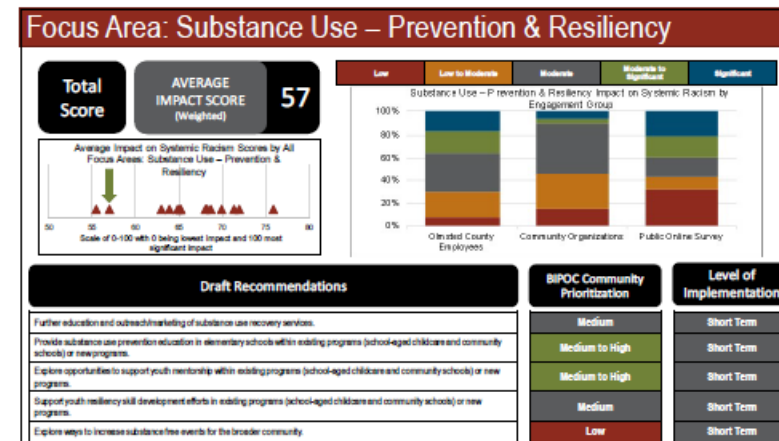 Focus Area: Substance Use – Prevention & Resiliency
Total
Score
AVERAGE
IMPACT SCORE
(Weighted)
57
Low
Low to Moderate
Moderate
Moderate to
Significant
Significant
Average Impact on Systemic Racism Scores by All
Focus Areas: Substance Use – Prevention &
Resiliency
50 55 60 65 70 75 80
Scale of 0-100 with 0 being lowest impact and 100 most
significant impact
Substance Use – Prevention & Resiliency Impact on Systemic Racism by
Engagement Group
100%
80%
60%
40%
20%
0%
Olmsted County
Employees
Community Organizations
Public Online Survey
Draft Recommendations
BIPOC Community
Prioritization
Level of
Implementation
Further education and outreach/marketing of substance use recovery services.
Medium
Short Term
Provide substance use prevention education in elementary schools within existing programs (school-aged childcare and community
schools) or new programs.
Medium to High
Short Term
Explore opportunities to support youth mentorship within existing programs (school-aged childcare and community schools) or new
programs.
Medium to High
Short Term
Support youth resiliency skill development efforts in existing programs (school-aged childcare and community schools) or new
programs.
Medium
Short Term
Explore ways to increase substance free events for the broader community.
Low
Short Term